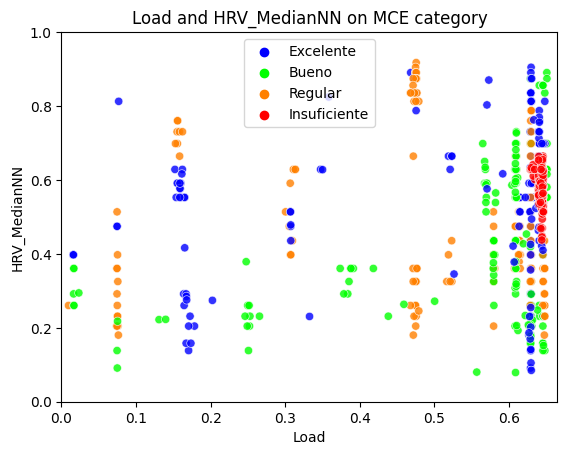 Load and HRV_MedianNN on MCE category
Excelente
Bueno
Regular
Insuficiente
HRV_MedianNN
1.0
0.8
0.6
0.4
0.2
0.0
0.0 0.1 0.2 0.3 0.4 0.5 0.6
Load